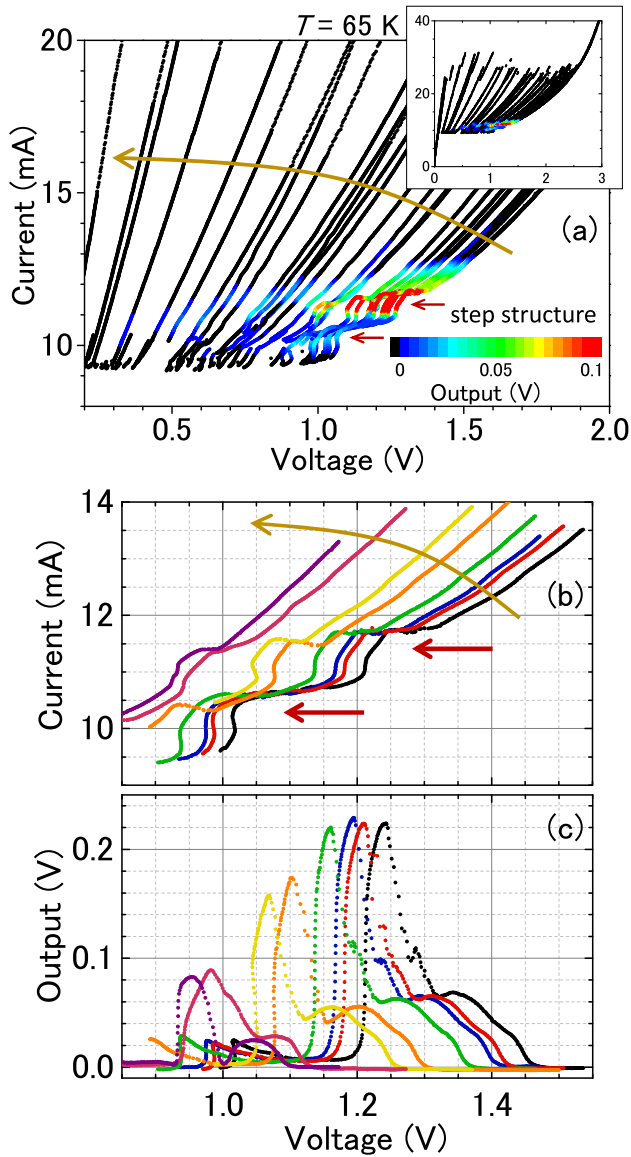 T = 65 K
40
30
20
10
0
0 1 2 3
20
15
10
Current (mA)
(a)
step structure
0 0.05 0.1
Output (V)
0.5 1.0 1.5 2.0
Voltage (V)
14
12
10
Current (mA)
(b)
(c)
0.2
0.1
0.0
Output (V)
1.0 1.2 1.4
Voltage (V)